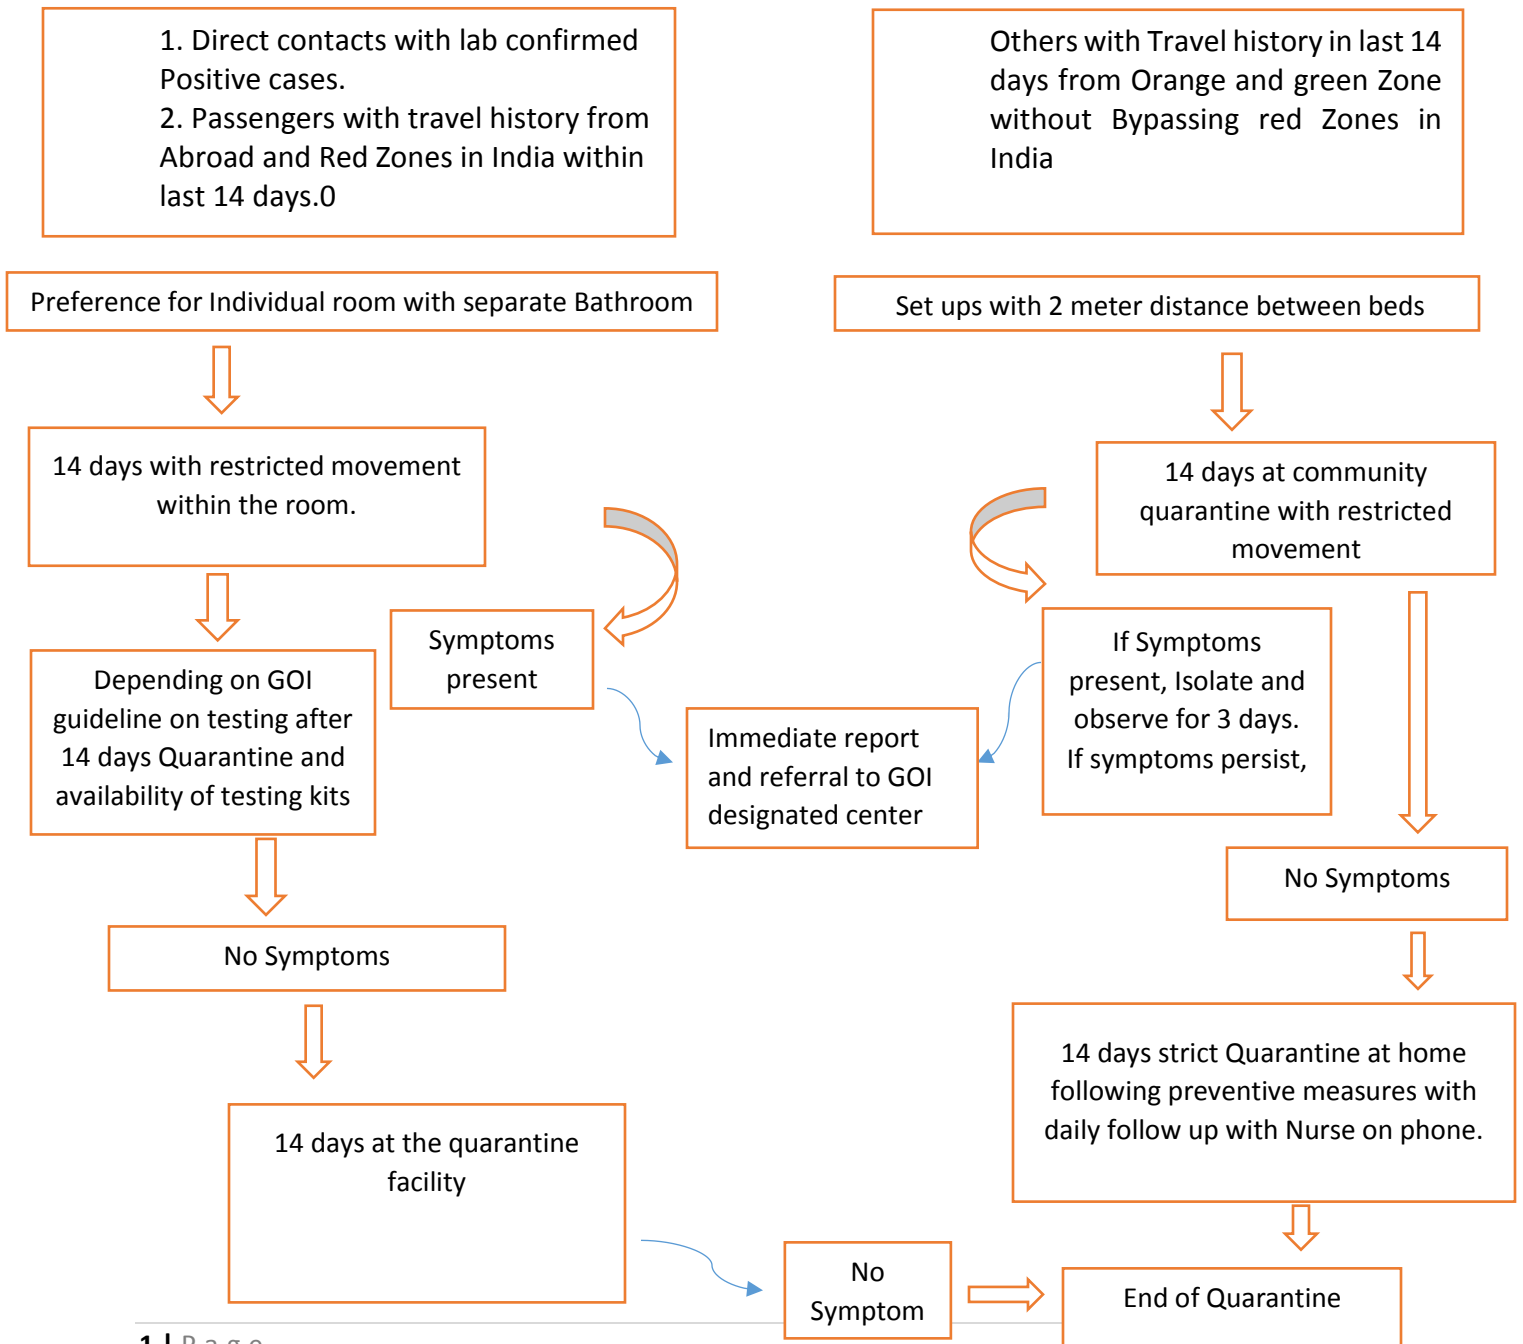 1. Direct contacts with lab confirmed
Positive cases.
2. Passengers with travel history from
Abroad and Red Zones in India within
last 14 days.0
Others with Travel history in last 14
days from Orange and green Zone
without Bypassing red Zones in
India
Preference for Individual room with separate Bathroom
Set ups with 2 meter distance between beds
14 days with restricted movement
within the room.
14 days at community
quarantine with restricted
movement
Symptoms
present
If Symptoms
present, Isolate and
observe for 3 days.
If symptoms persist,
Depending on GOI
guideline on testing after
14 days Quarantine and
availability of testing kits
Immediate report
and referral to GOI
designated center
No Symptoms
No Symptoms
14 days strict Quarantine at home
following preventive measures with
daily follow up with Nurse on phone.
14 days at the quarantine
facility
No
Symptom
End of Quarantine
1 | P a g e